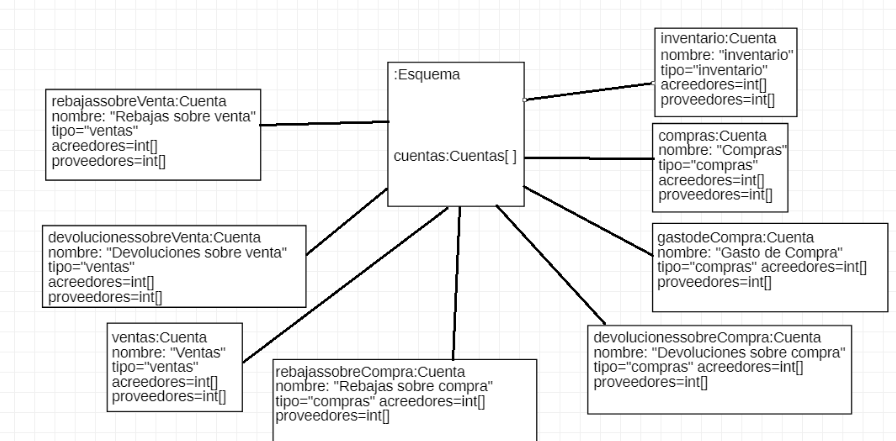 :Esquema
cuentas:Cuentas[ ]
inventario:Cuenta
nombre: "inventario"
tipo="inventario"
acreedores=int[]
proveedores=int[]
rebajassobreVenta:Cuenta
nombre: "Rebajas sobre venta"
tipo="ventas"
acreedores=int[]
proveedores=int[]
compras:Cuenta
nombre: "Compras"
tipo="compras"
acreedores=int[]
proveedores=int[]
devolucionessobreVenta:Cuenta
nombre: "Devoluciones sobre venta"
tipo="ventas"
acreedores=int[]
proveedores=int[]
gastodeCompra:Cuenta
nombre: "Gasto de Compra"
tipo="compras" acreedores=int[]
proveedores=int[]
ventas:Cuenta
nombre: "Ventas"
tipo="ventas"
acreedores=int[]
proveedores=int[]
rebajassobreCompra:Cuenta
nombre: "Rebajas sobre compra"
tipo="compras" acreedores=int[]
proveedores=int[]
devolucionessobreCompra:Cuenta
nombre: "Devoluciones sobre compra"
tipo="compras" acreedores=int[]
proveedores=int[]